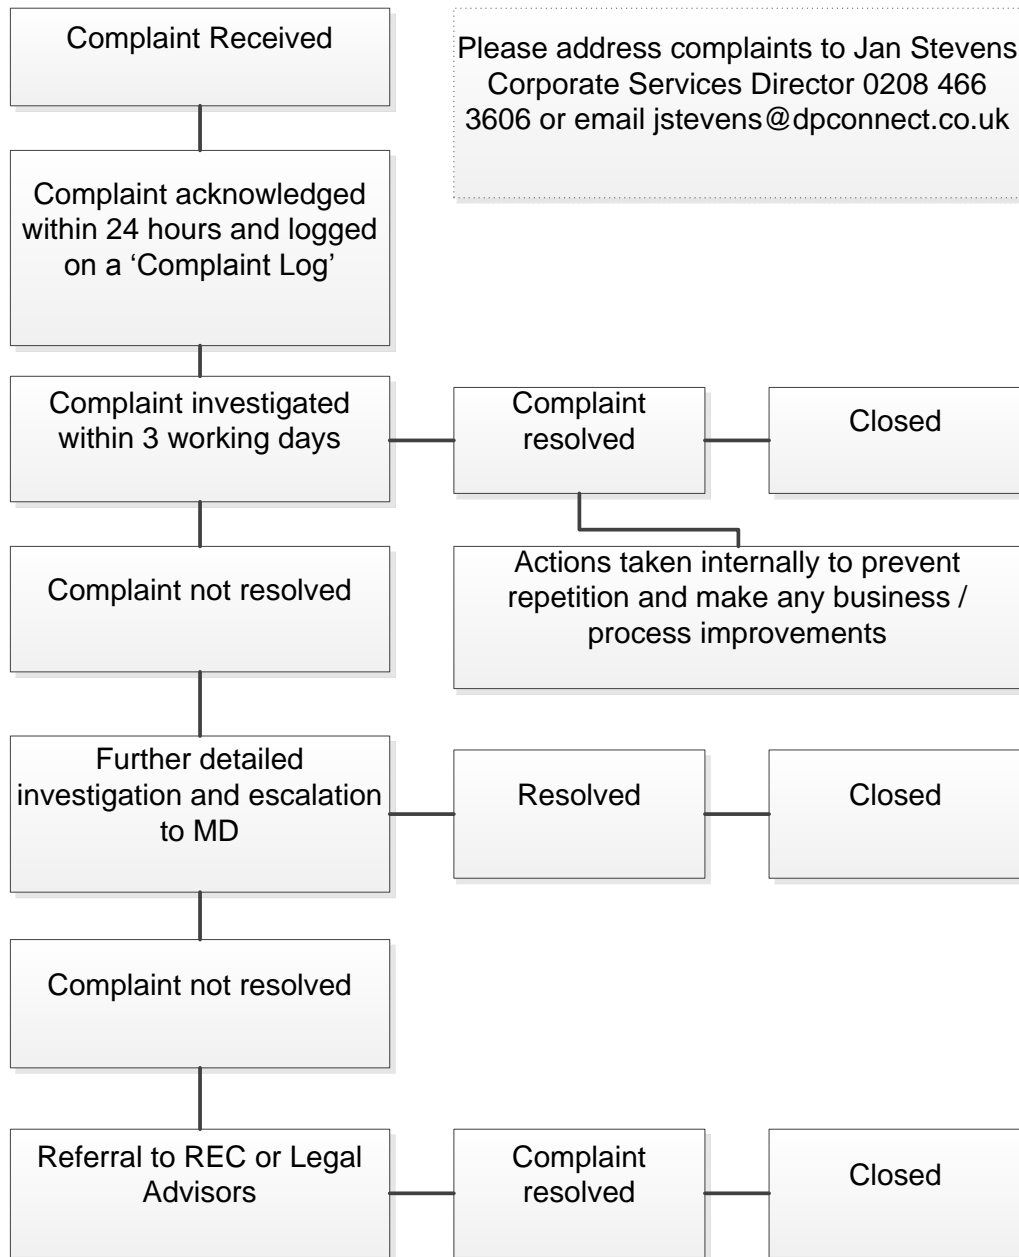 Complaint Received
Please address complaints to Jan Stevens
Corporate Services Director 0208 466
3606 or email jstevens@dpconnect.co.uk
Complaint acknowledged
within 24 hours and logged
on a ‘Complaint Log’
Complaint investigated
within 3 working days
Complaint
resolved
Closed
Complaint not resolved
Actions taken internally to prevent
repetition and make any business /
process improvements
Further detailed
investigation and escalation
to MD
Resolved
Closed
Complaint not resolved
Referral to REC or Legal
Advisors
Complaint
resolved
Closed